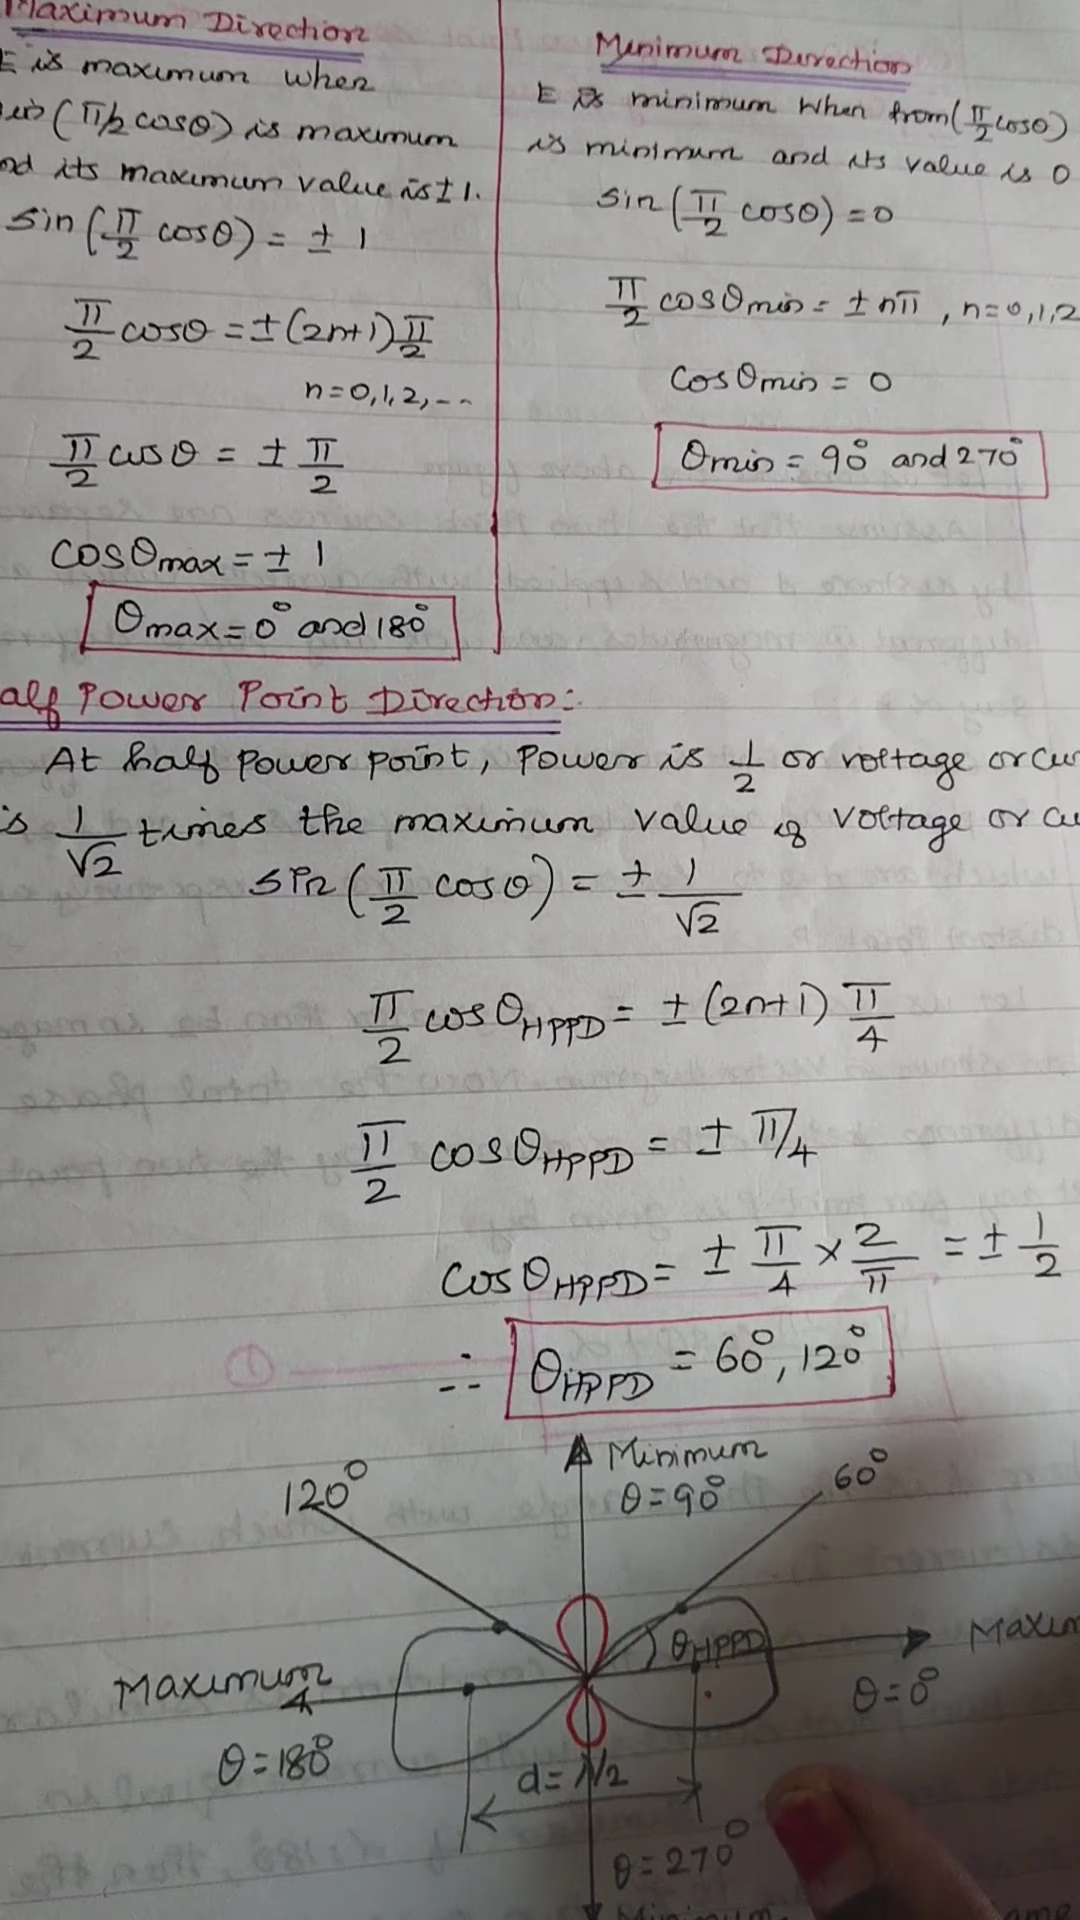 Maximum Direction
E is maximum when
(π/2 cosθ) is maximum
its maximum value is ± 1.
sin(π/2 cosθ) = ± 1
π/2 cosθ = ±(2n+1)π/2
n=0,1,2,--
π/2 cosθ = ± π/2
cosθmax = ± 1
θmax = 0° and 180°
Minimum Direction
E is minimum when from(π/2 cosθ)
is minimum and its value is 0
sin(π/2 cosθ) = 0
π/2 cosθmin = ± nπ, n=0,1,2
cosθmin = 0
θmin = 90° and 270°
alf Power Point Direction:-
At half power point, Power is 1/2 or voltage or cu
is 1/√2 times the maximum value of voltage or cu
sin(π/2 cosθ) = ± 1/√2
π/2 cosθHPPD = ± (2n+1) π/4
π/2 cosθHPPD = ± π/4
cosθHPPD = ± π/4 × 2/π = ± 1/2
∴ θHPPD = 60°, 120°
Minimum
θ = 90°
120°
60°
θHPPD
Maxim
θ = 0°
Maximum
θ = 180°
d = λ/2
θ = 270°
Minimum